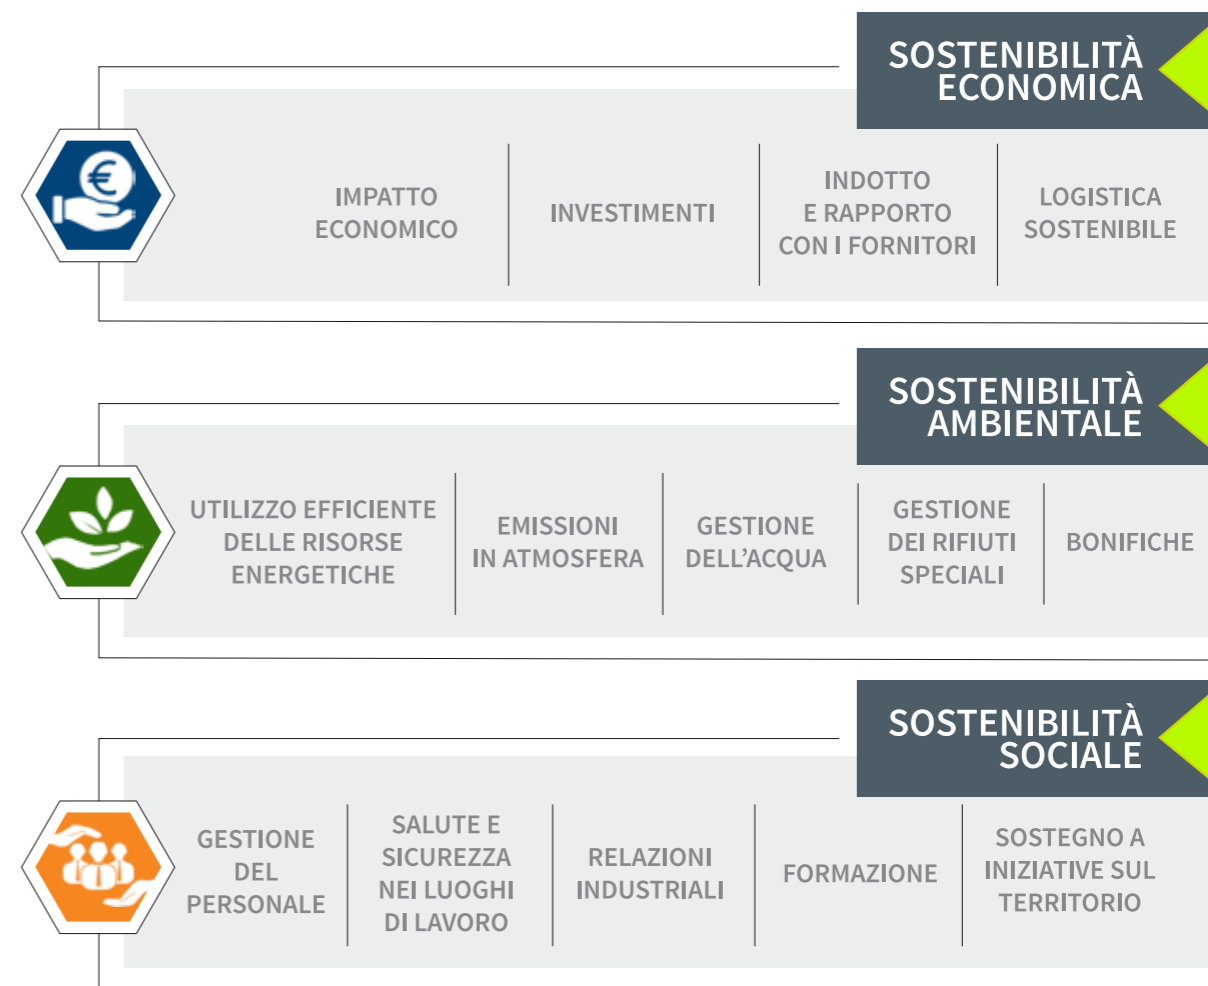 SOSTENIBILITÀ
ECONOMICA
IMPATTO
ECONOMICO
INVESTIMENTI
INDOTTO
E RAPPORTO
CON I FORNITORI
LOGISTICA
SOSTENIBILE
SOSTENIBILITÀ
AMBIENTALE
UTILIZZO EFFICIENTE
DELLE RISORSE
ENERGETICHE
EMISSIONI
IN ATMOSFERA
GESTIONE
DELL’ACQUA
GESTIONE
DEI RIFIUTI
SPECIALI
BONIFICHE
SOSTENIBILITÀ
SOCIALE
GESTIONE
DEL
PERSONALE
SALUTE E
SICUREZZA
NEI LUOGHI
DI LAVORO
RELAZIONI
INDUSTRIALI
FORMAZIONE
SOSTEGNO A
INIZIATIVE SUL
TERRITORIO